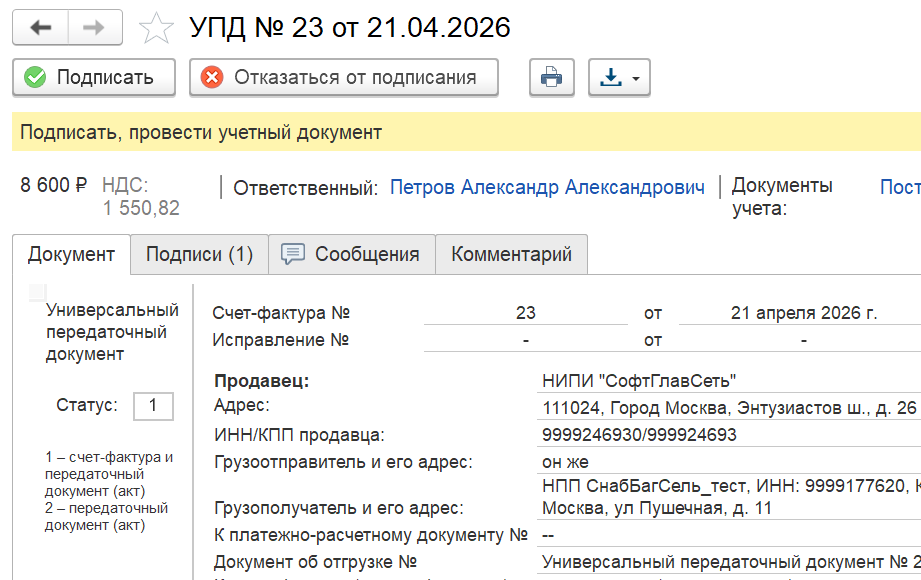 УПД № 23 от 21.04.2026
Подписать
Отказаться от подписания
Подписать, провести учетный документ
8 600 ₽ НДС: 1 550,82
Ответственный: Петров Александр Александрович
Документы учета:
Пост
Документ Подписи (1) Сообщения Комментарий
Универсальный
передаточный
документ
Статус: 1
1 – счет-фактура и
передаточный
документ (акт)
2 – передаточный
документ (акт)
Счет-фактура № 23 от 21 апреля 2026 г.
Исправление № - от -
Продавец: НИПИ "СофтГлавСеть"
Адрес: 111024, Город Москва, Энтузиастов ш., д. 26
ИНН/КПП продавца: 9999246930/999924693
Грузоотправитель и его адрес: он же
Грузополучатель и его адрес: НПП СнабБагСель_тест, ИНН: 9999177620, К
Москва, ул Пушечная, д. 11
К платежно-расчетному документу № --
Документ об отгрузке № Универсальный передаточный документ № 2